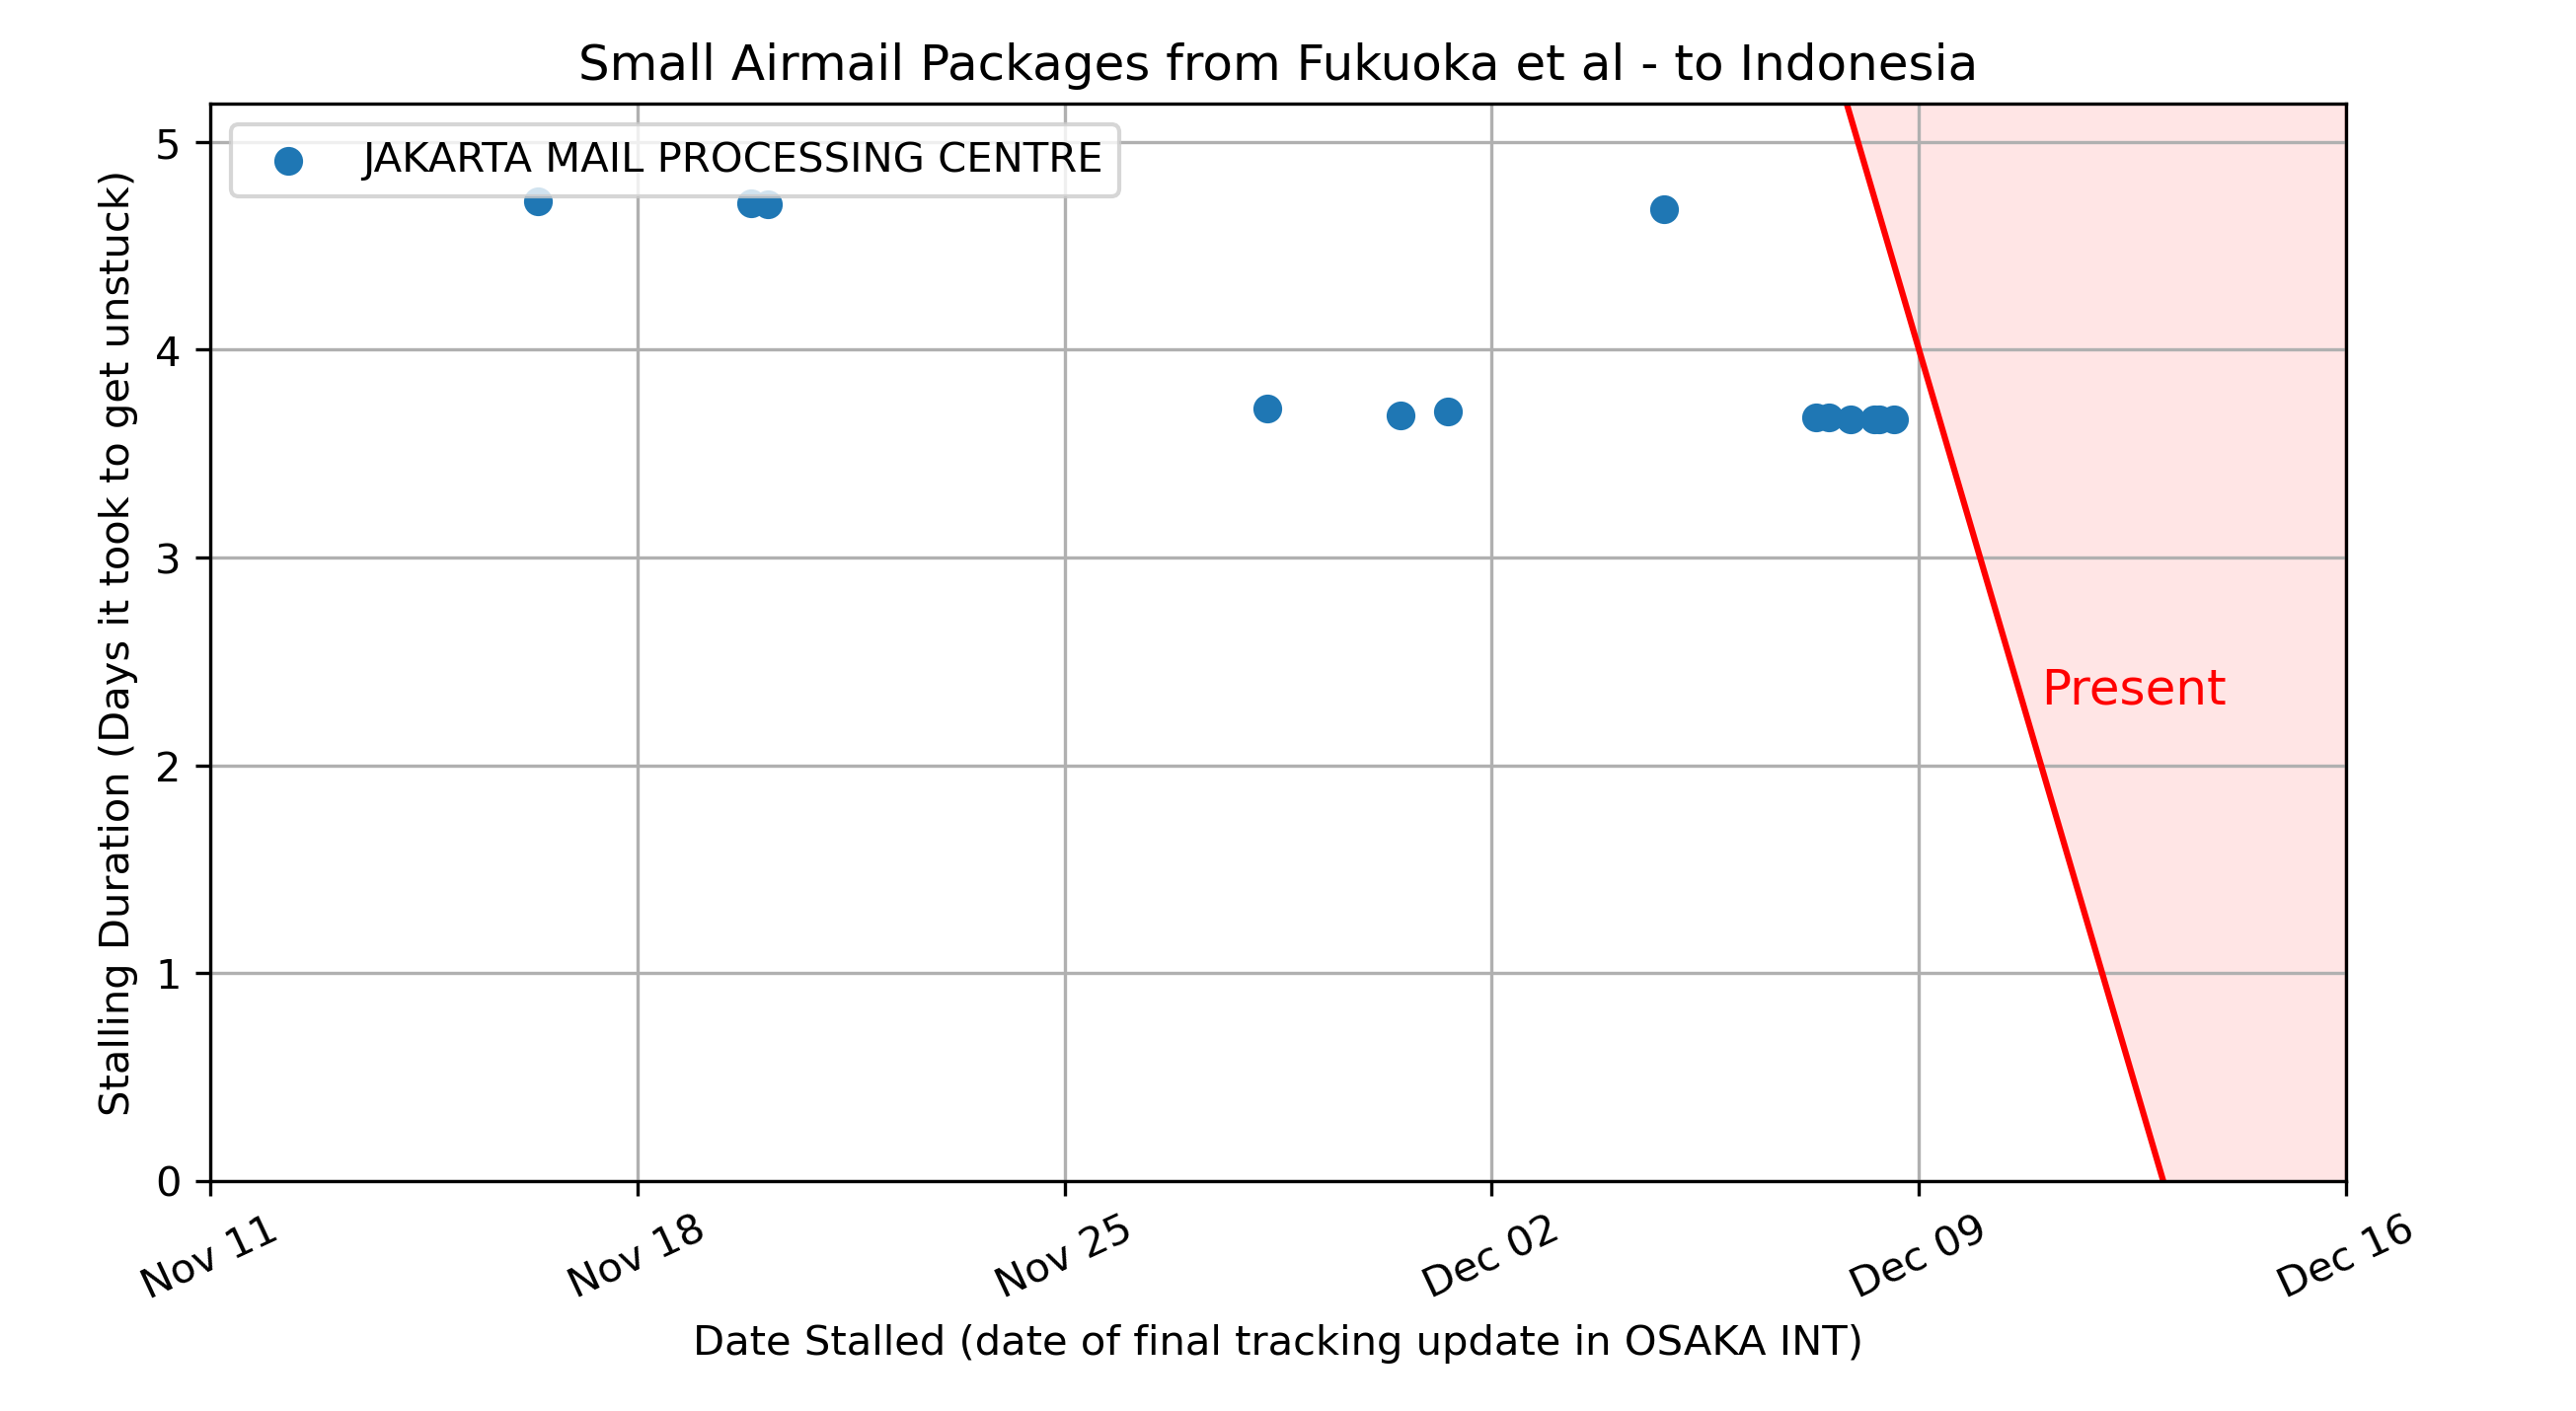 Small Airmail Packages from Fukuoka et al - to Indonesia
JAKARTA MAIL PROCESSING CENTRE
Stalling Duration (Days it took to get unstuck)
5
4
3
2
1
0
Present
Nov 11
Nov 18
Nov 25
Dec 02
Dec 09
Dec 16
Date Stalled (date of final tracking update in OSAKA INT)